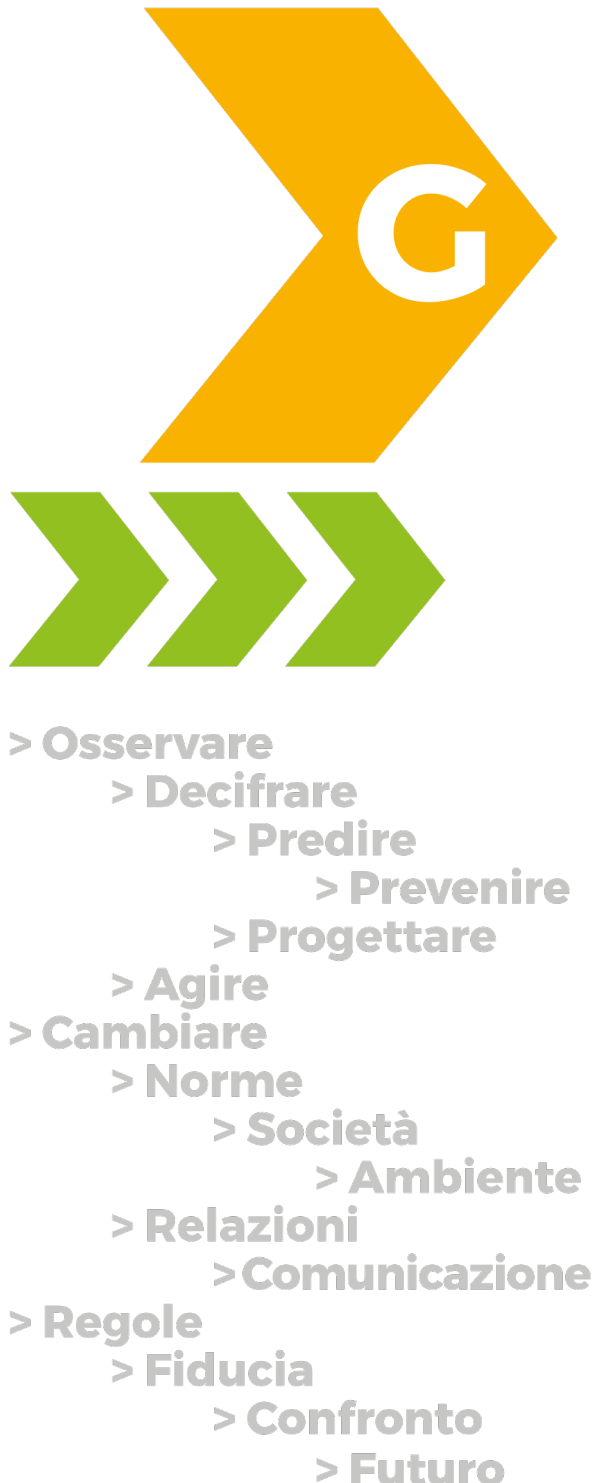 G
> Osservare
> Decifrare
> Predire
> Prevenire
> Progettare
> Agire
> Cambiare
> Norme
> Società
> Ambiente
> Relazioni
>Comunicazione
> Regole
> Fiducia
> Confronto
> Futuro